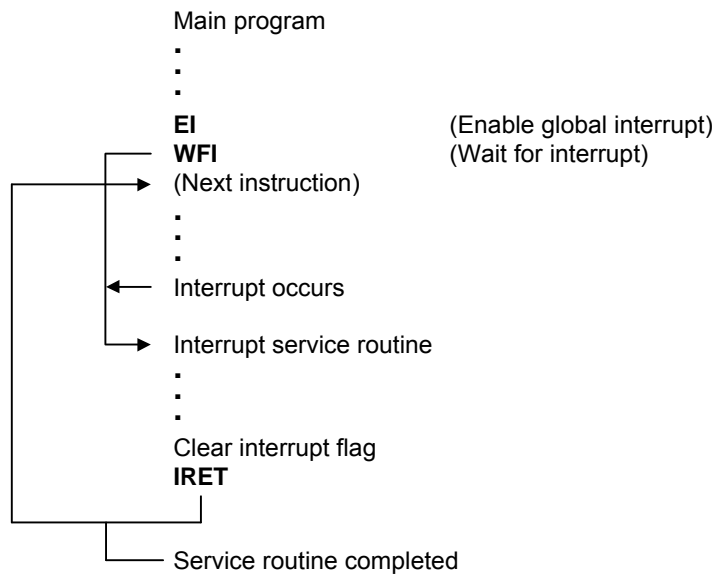 Main program
EI (Enable global interrupt)
WFI (Wait for interrupt)
(Next instruction)
Interrupt occurs
Interrupt service routine
Clear interrupt flag
IRET
Service routine completed